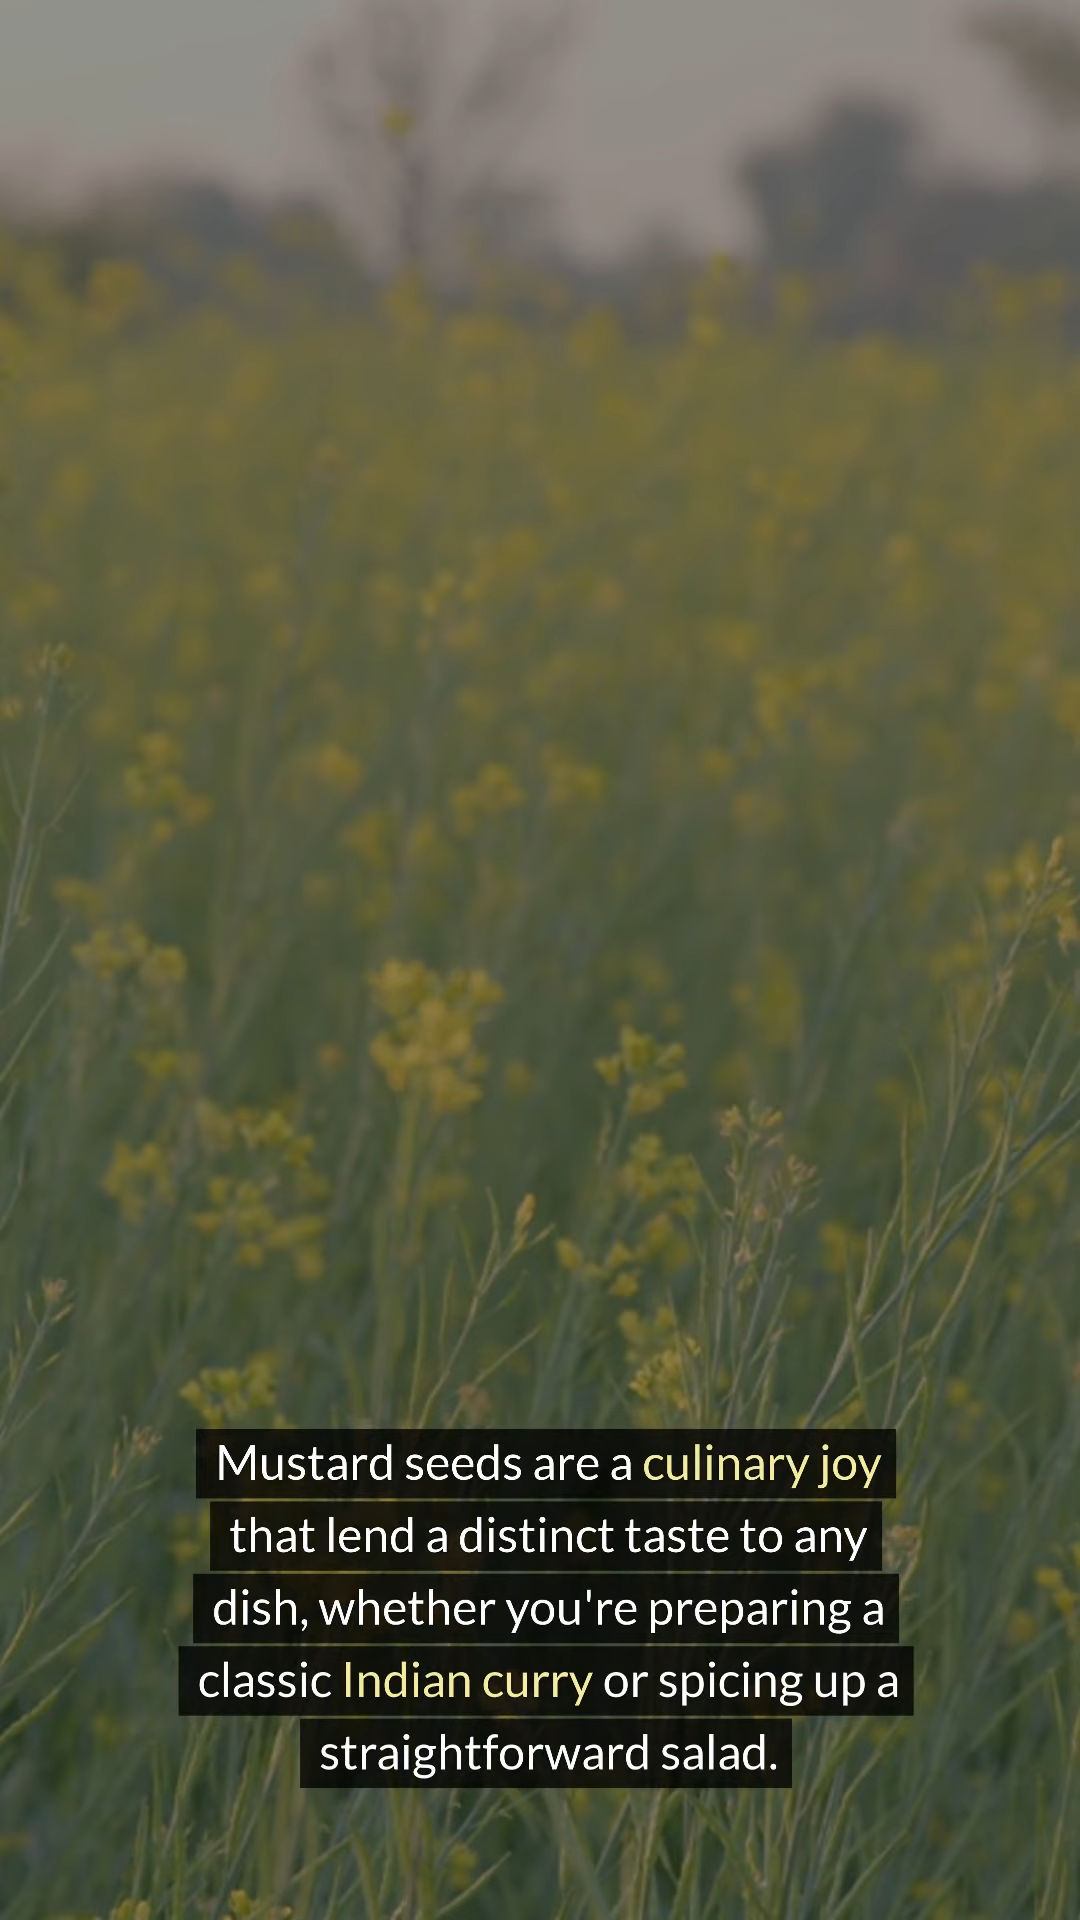 Mustard seeds are a culinary joy
that lend a distinct taste to any
dish, whether you're preparing a
classic Indian curry or spicing up a
straightforward salad.